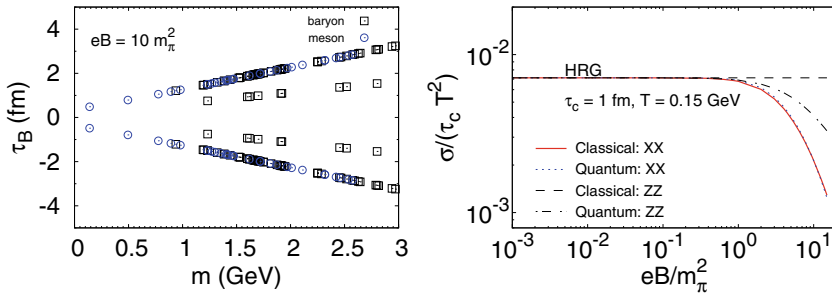 baryon
meson
eB = 10 m_π^2
4
2
0
-2
-4
τ_B (fm)
0
0.5
1
1.5
2
2.5
3
m (GeV)
10^-2
10^-3
σ/(τ_c T^2)
HRG
τ_c = 1 fm, T = 0.15 GeV
Classical: XX
Quantum: XX
Classical: ZZ
Quantum: ZZ
10^-3
10^-2
10^-1
10^0
10^1
eB/m_π^2